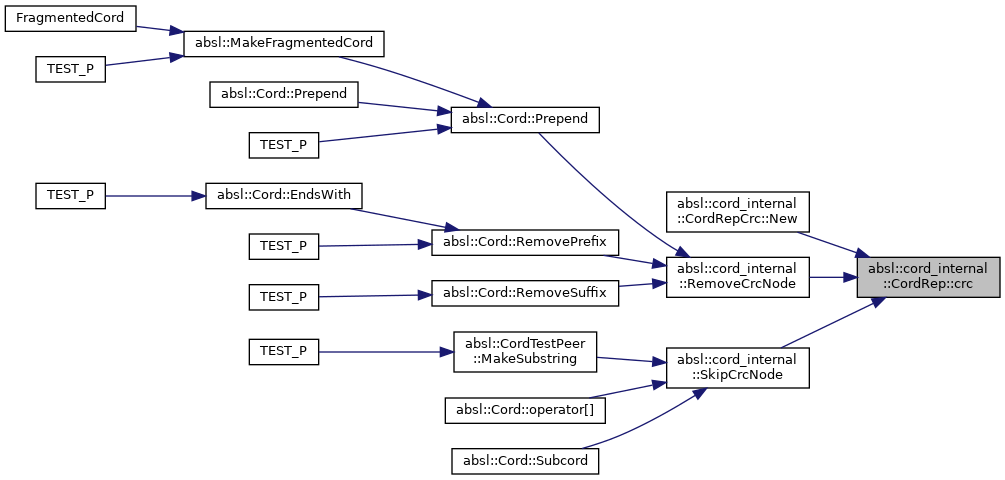 FragmentedCord
absl::MakeFragmentedCord
TEST_P
absl::Cord::Prepend
absl::Cord::Prepend
TEST_P
TEST_P
absl::Cord::EndsWith
absl::cord_internal
::CordRepCrc::New
TEST_P
absl::Cord::RemovePrefix
absl::cord_internal
::RemoveCrcNode
absl::cord_internal
::CordRep::crc
TEST_P
absl::Cord::RemoveSuffix
TEST_P
absl::CordTestPeer
::MakeSubstring
absl::cord_internal
::SkipCrcNode
absl::Cord::operator[]
absl::Cord::Subcord